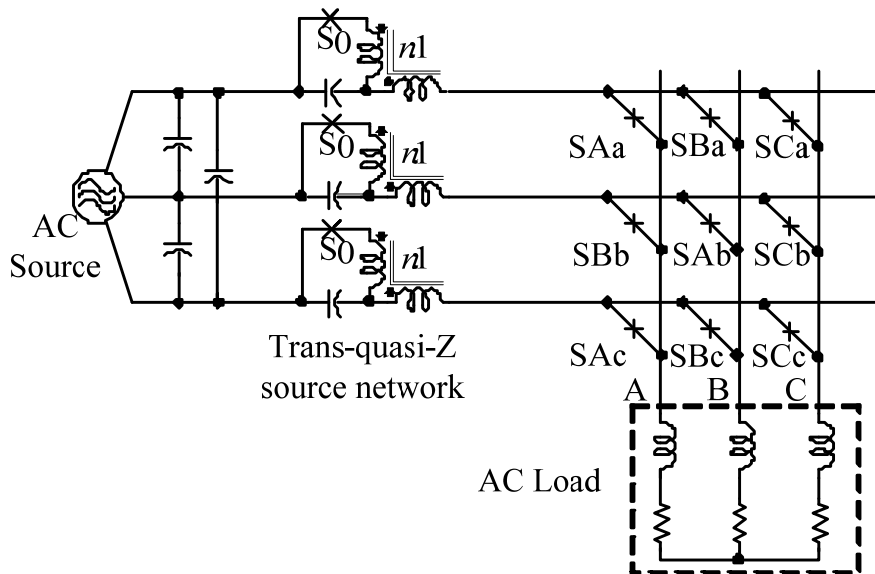 S0
n1
S0
n1
S0
n1
AC
Source
Trans-quasi-Z
source network
SAa
SBa
SCa
SBb
SAb
SCb
SAc
SBc
SCc
A
B
C
AC Load